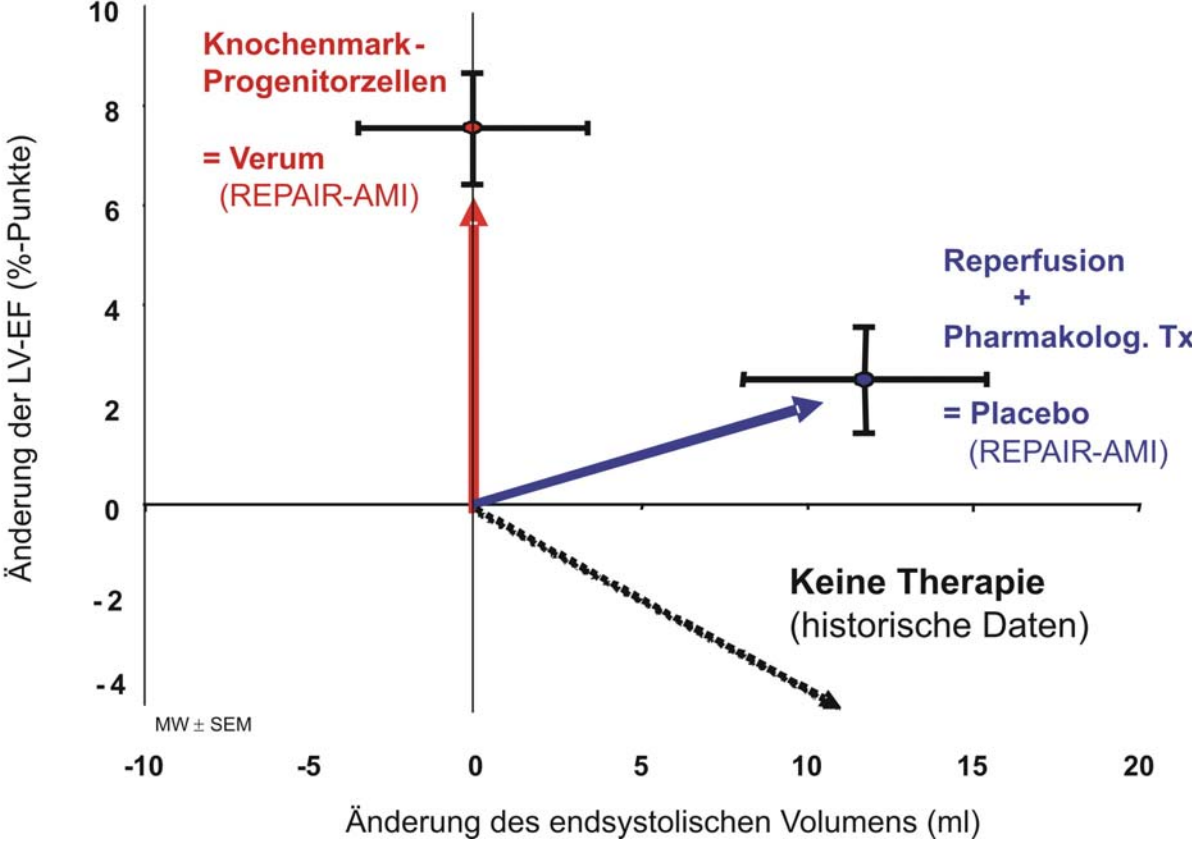 10
8
6
4
2
0
-2
-4
Änderung der LV-EF (%-Punkte)
Knochenmark-
Progenitorzellen
= Verum
(REPAIR-AMI)
Reperfusion
+
Pharmakolog. Tx
= Placebo
(REPAIR-AMI)
Keine Therapie
(historische Daten)
MW ± SEM
-10 -5 0 5 10 15 20
Änderung des endsystolischen Volumens (ml)